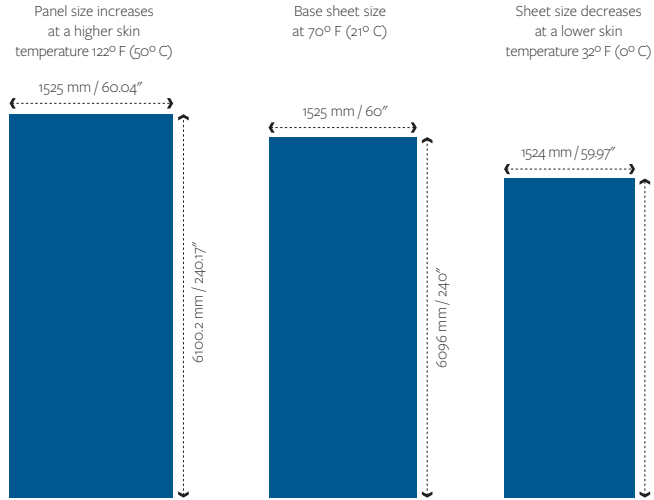 Panel size increases
at a higher skin
temperature 122º F (50º C)
1525 mm / 60.04″
6100.2 mm / 240.17″
Base sheet size
at 70º F (21º C)
1525 mm / 60″
6096 mm / 240″
Sheet size decreases
at a lower skin
temperature 32º F (0º C)
1524 mm / 59.97″